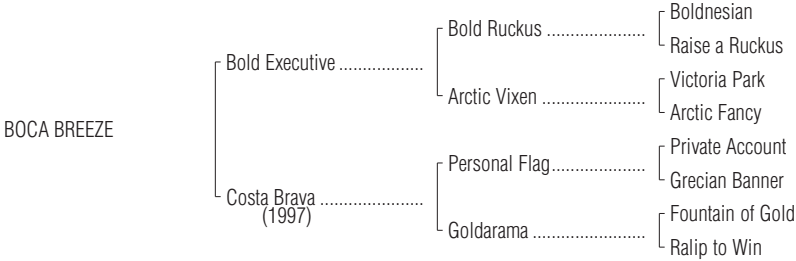 Boldnesian
Bold Ruckus ......................
Raise a Ruckus
Bold Executive ..................
Victoria Park
Arctic Vixen ......................
Arctic Fancy
BOCA BREEZE
Private Account
Personal Flag....................
Grecian Banner
Costa Brava ......................
(1997)
Fountain of Gold
Goldarama ........................
Ralip to Win